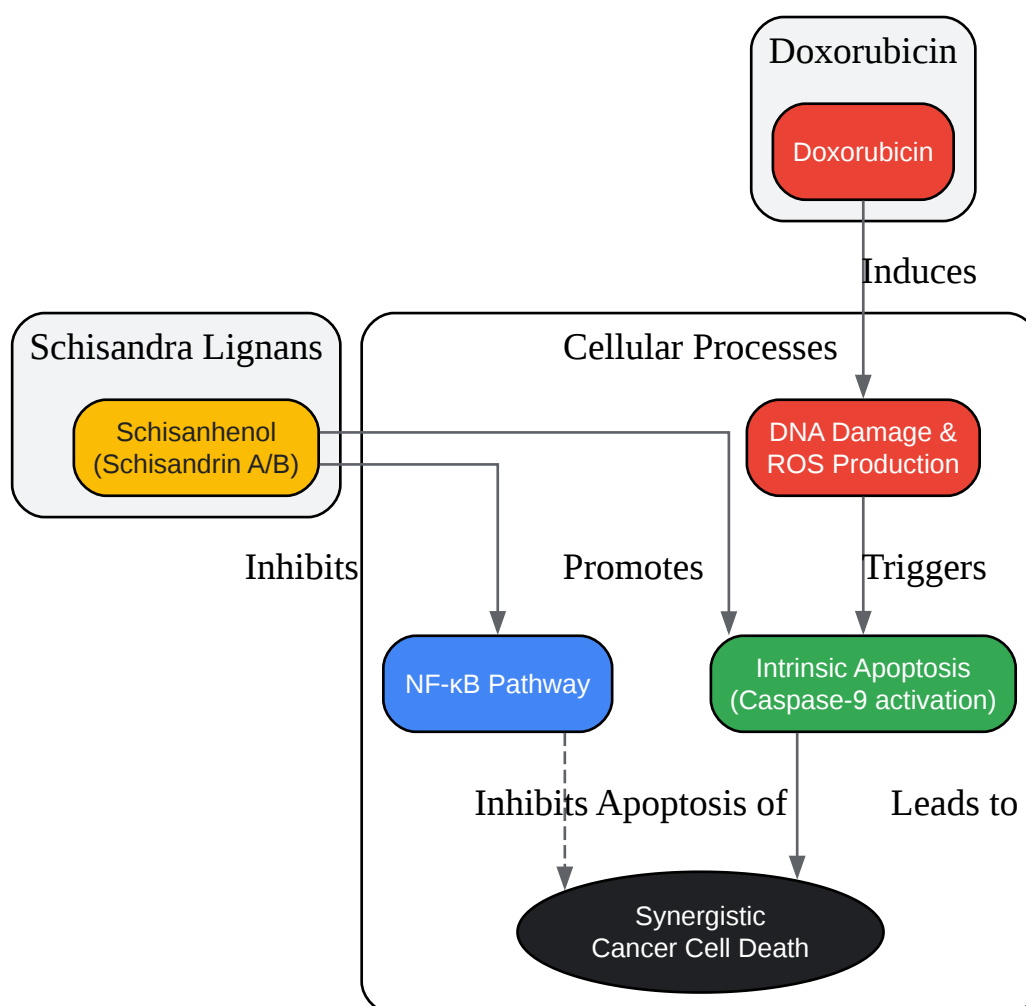 Doxorubicin
Doxorubicin
Induces
Schisandra Lignans
Cellular Processes
Schisanhenol
(Schisandrin A/B)
DNA Damage &
ROS Production
Inhibits
Promotes
Triggers
NF-κB Pathway
Intrinsic Apoptosis
(Caspase-9 activation)
Inhibits Apoptosis of
Leads to
Synergistic
Cancer Cell Death